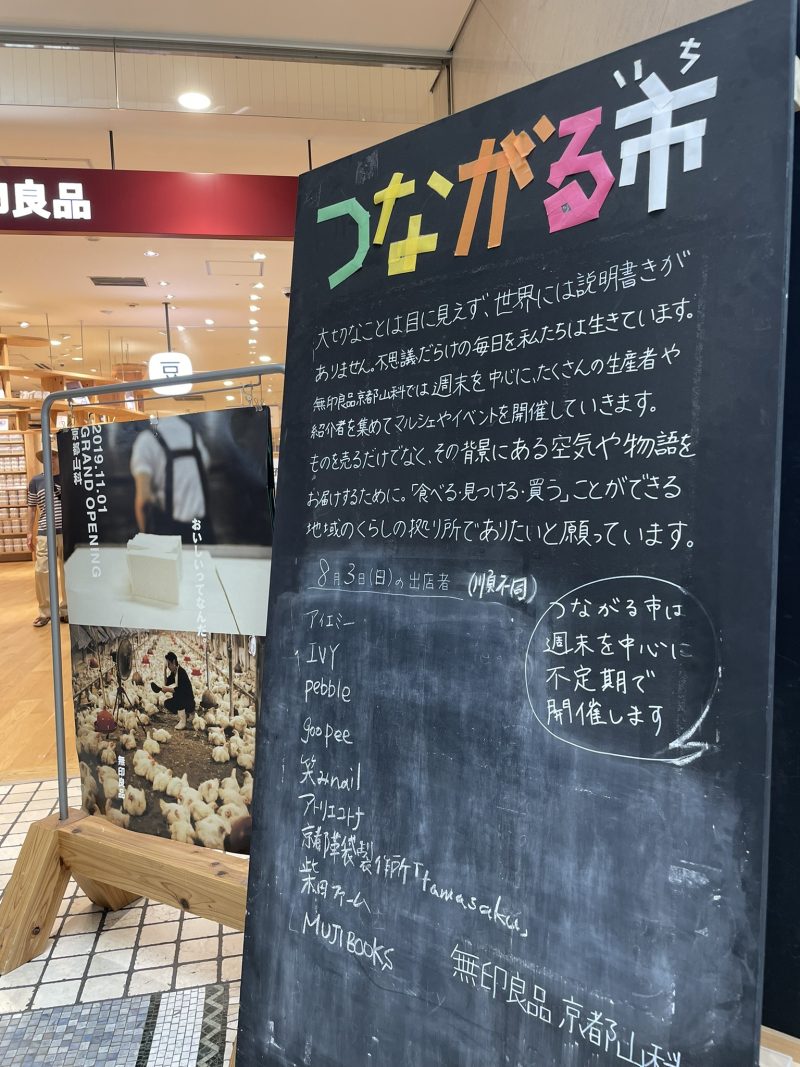 つながる市
いち
大切なことは目に見えず、世界には説明書きが
ありません。不思議だらけの毎日を私たちは生きています。
無印良品京都山科では週末を中心に、たくさんの生産者や
紹介者を集めてマルシェやイベントを開催していきます。
ものを売るだけでなく、その背景にある空気や物語を
お届けするために。「食べる・見つける・買う」ことができる
地域のくらしの拠り所でありたいと願っています。
8月3日(日)の出店者 (順不同)
アイエミー
IVY
pebble
goopee
笑みnail
アトリエコトナ
京都障袋製作所「tamasaku」
柴田ファーム
MUJI BOOKS
つながる市は
週末を中心に
不定期で
開催します
無印良品 京都山科
印良品
豆
2019.11.01
GRAND OPENING
京都山科
おいしいってなんだ
無印良品